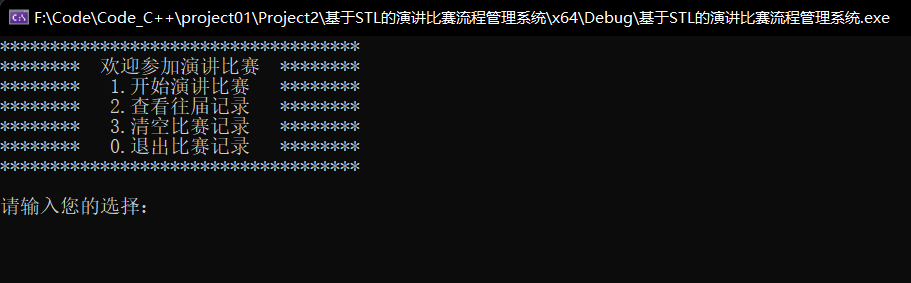 F:\Code\Code_C++\project01\Project2\基于STL的演讲比赛流程管理系统\x64\Debug\基于STL的演讲比赛流程管理系统.exe
************************************
******** 欢迎参加演讲比赛 ********
******** 1.开始演讲比赛 ********
******** 2.查看往届记录 ********
******** 3.清空比赛记录 ********
******** 0.退出比赛记录 ********
************************************
请输入您的选择: